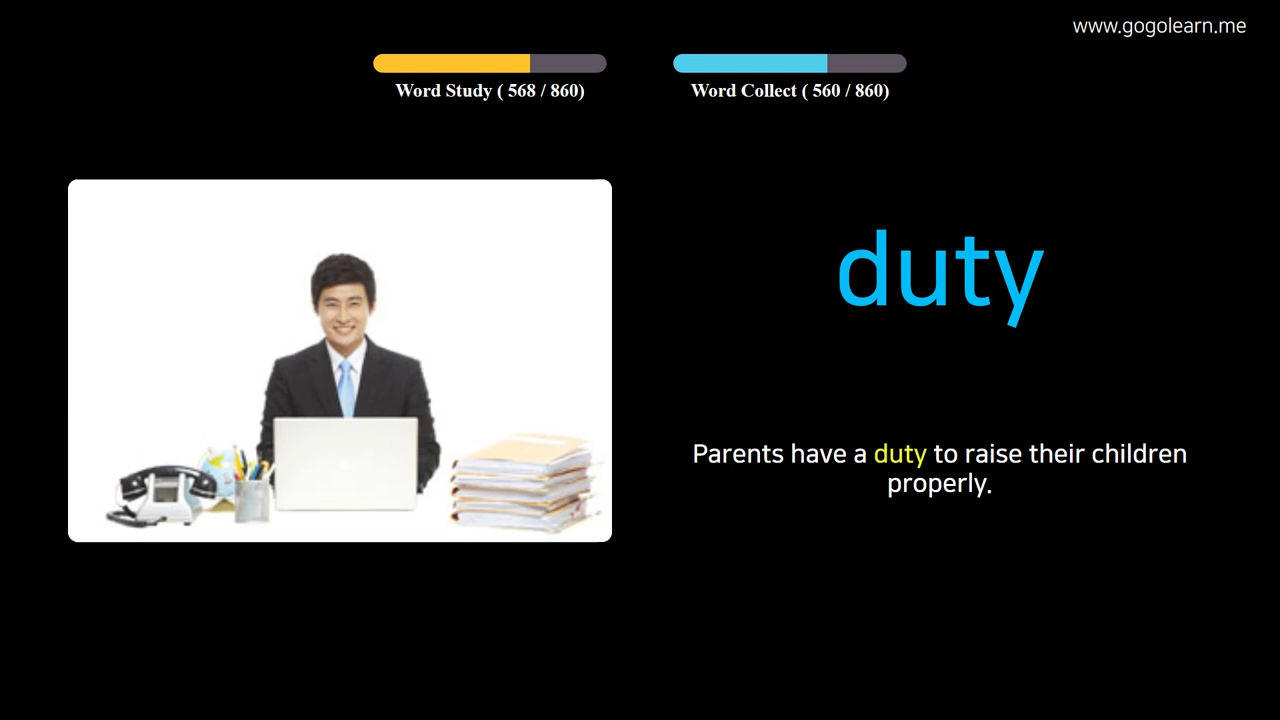 www.gogolearn.me
Word Study ( 568 / 860)
Word Collect ( 560 / 860)
duty
Parents have a duty to raise their children
properly.